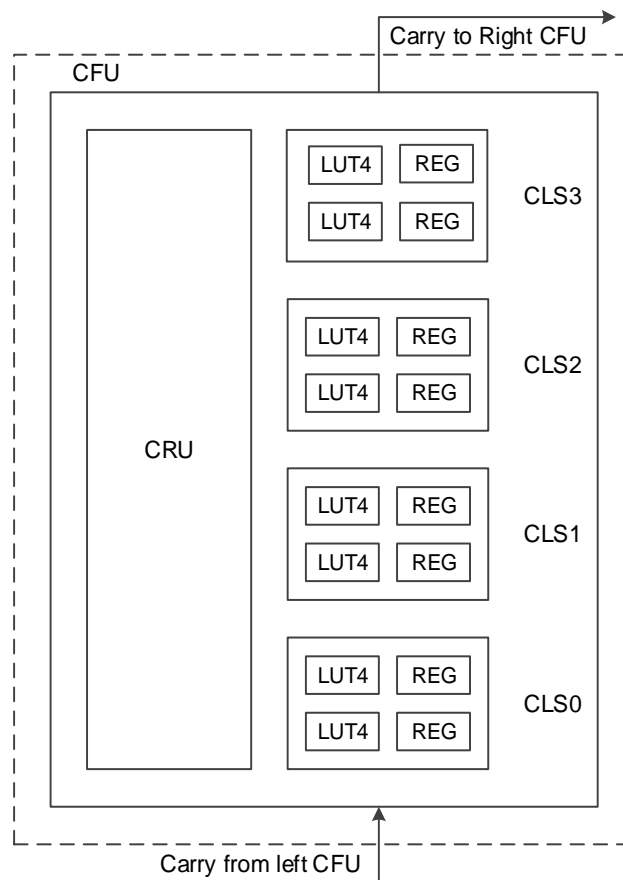 Carry to Right CFU
CFU
LUT4 REG
CLS3
LUT4 REG
LUT4 REG
CLS2
LUT4 REG
CRU
LUT4 REG
CLS1
LUT4 REG
LUT4 REG
CLS0
LUT4 REG
Carry from left CFU